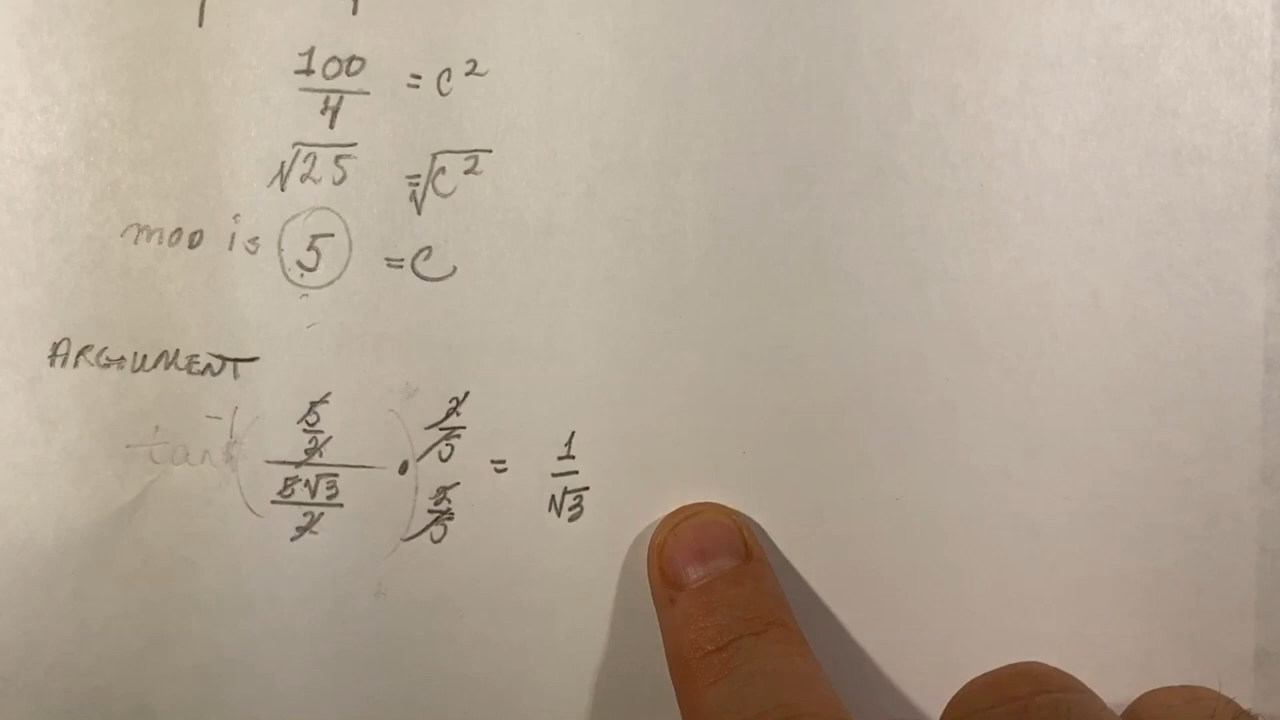 100/4 = c²
√25 = √c²
moo is 5 = c
ARGUMENT
tan⁻¹( (5/2) / (5√3/2) ) · (2/5) / (2/5) = 1/√3